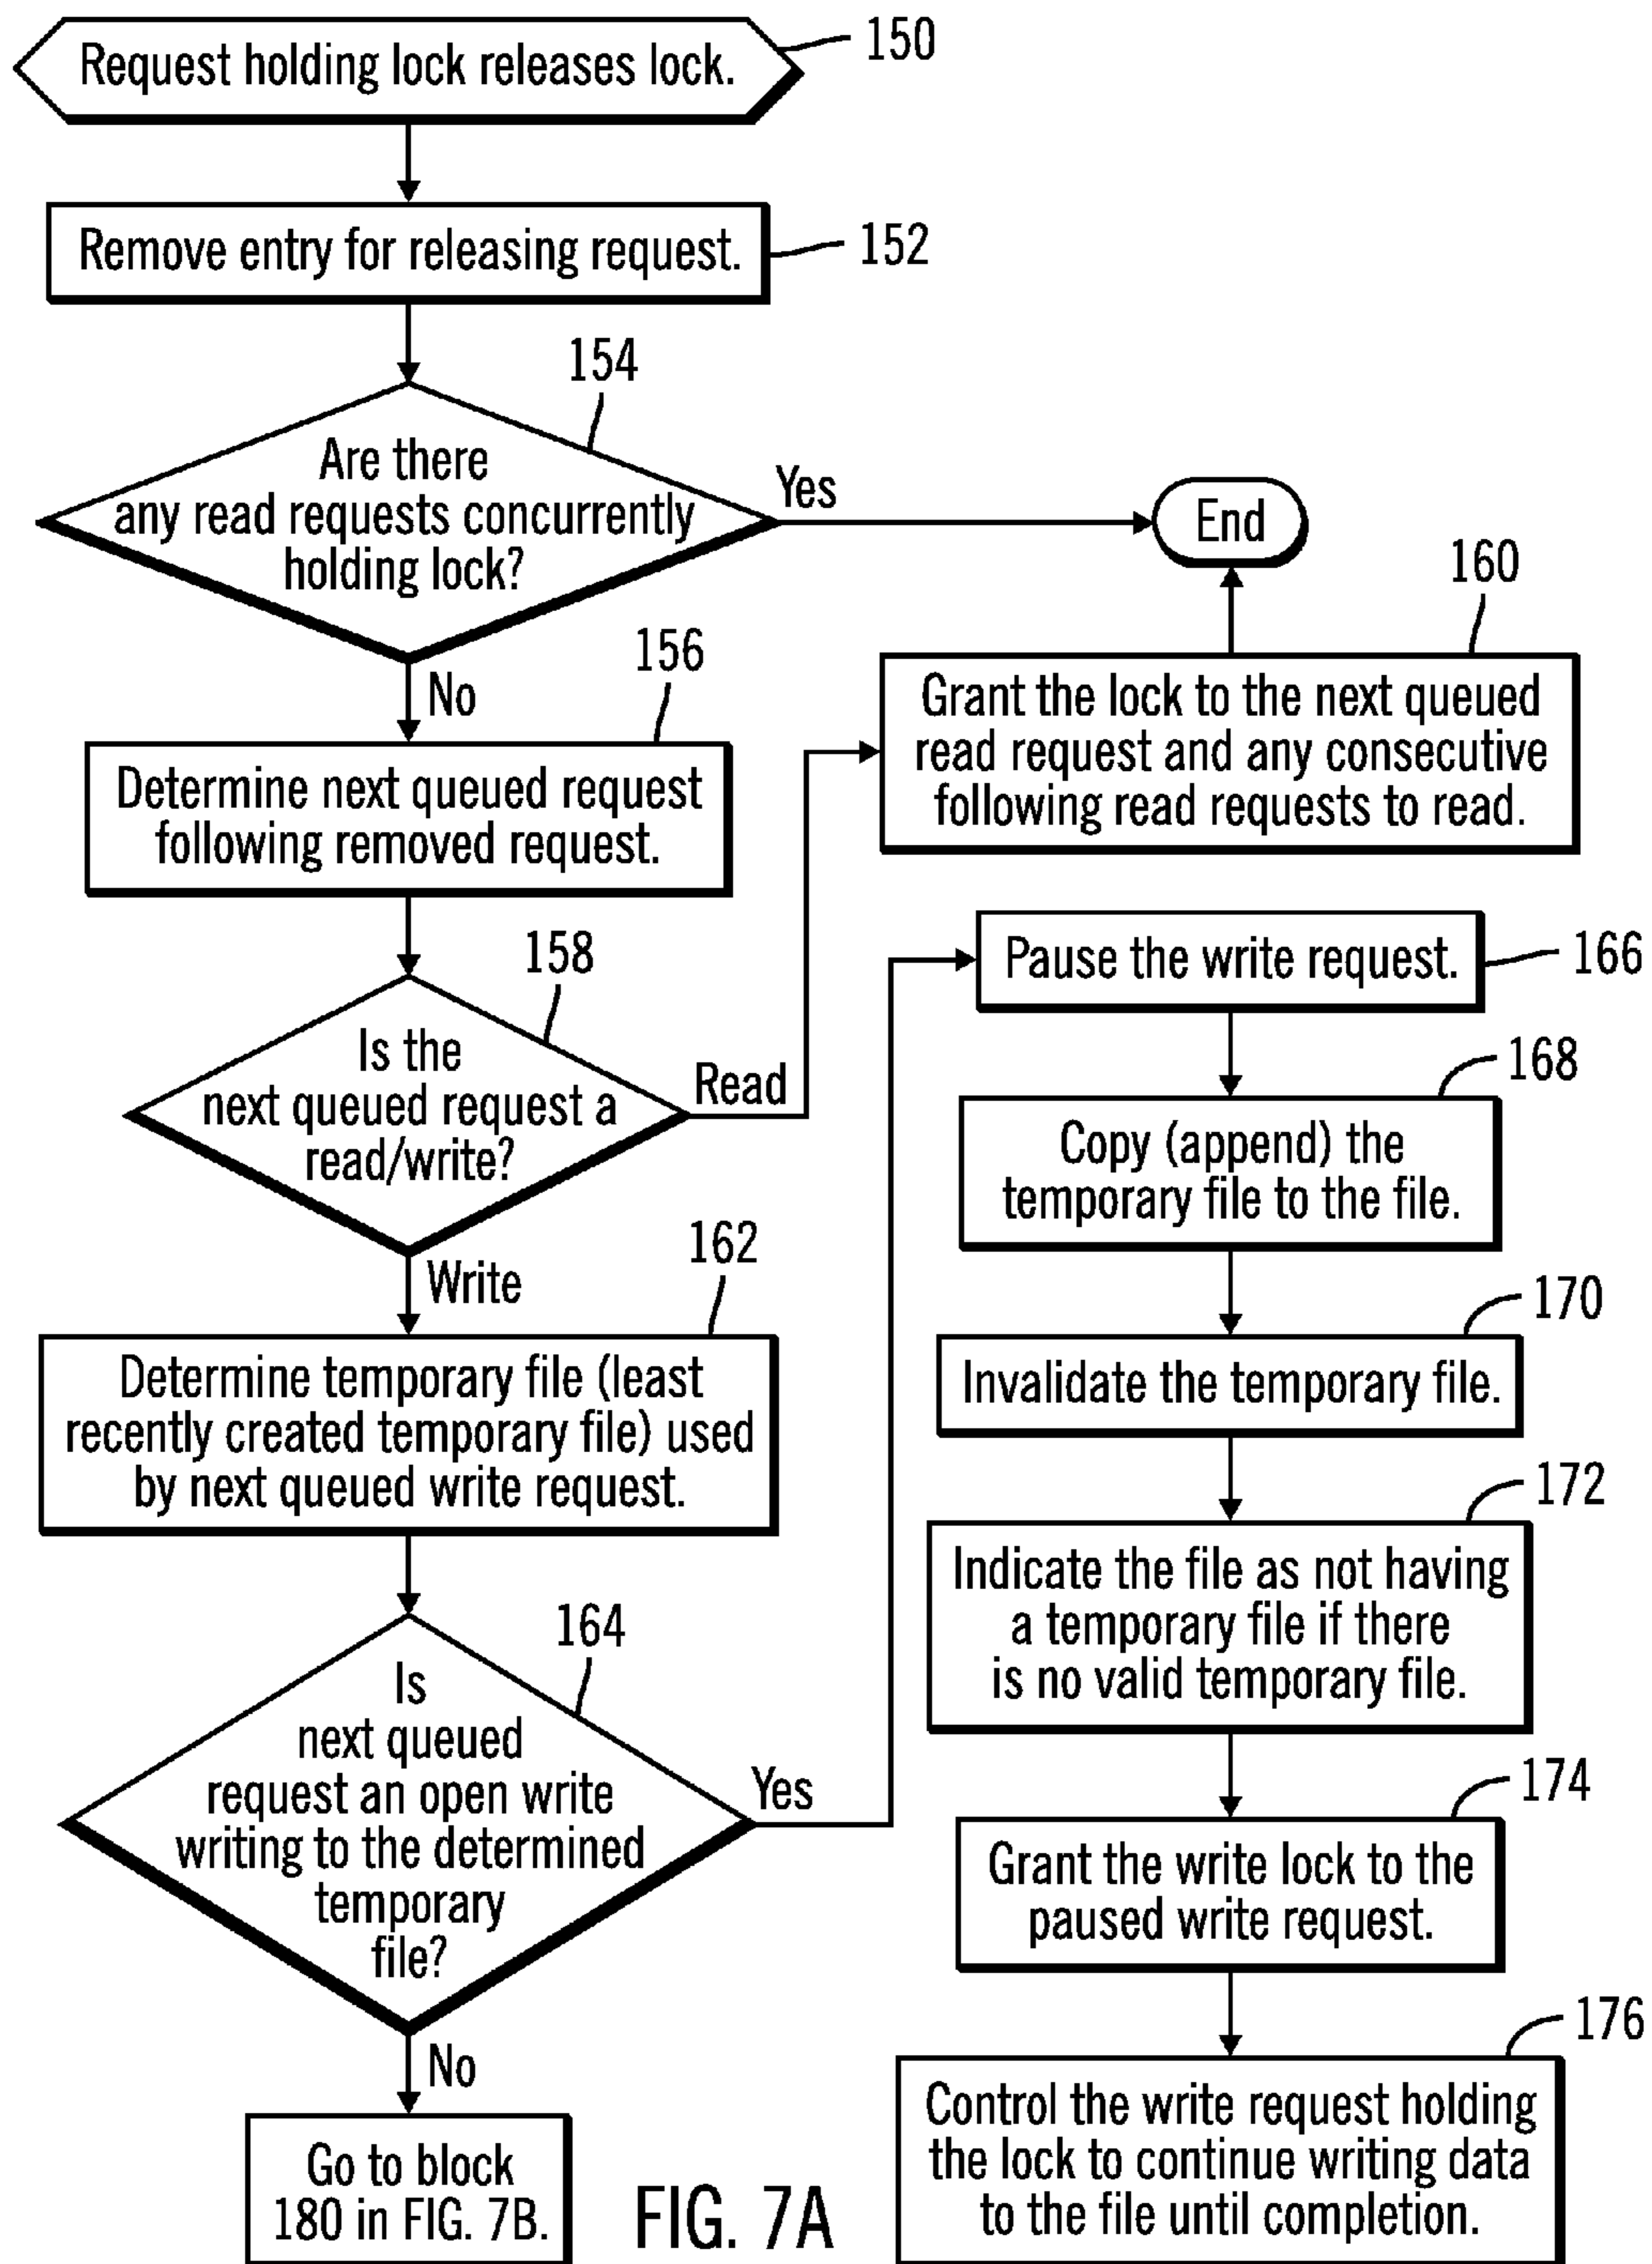 Request holding lock releases lock.
150
Remove entry for releasing request.
152
154
Are there
any read requests concurrently
holding lock?
Yes
End
No
156
Determine next queued request
following removed request.
160
Grant the lock to the next queued
read request and any consecutive
following read requests to read.
158
Is the
next queued request a
read/write?
Read
Write
162
Determine temporary file (least
recently created temporary file) used
by next queued write request.
164
Is
next queued
request an open write
writing to the determined
temporary
file?
Yes
No
Go to block
180 in FIG. 7B.
Pause the write request.
166
168
Copy (append) the
temporary file to the file.
170
Invalidate the temporary file.
172
Indicate the file as not having
a temporary file if there
is no valid temporary file.
174
Grant the write lock to the
paused write request.
176
Control the write request holding
the lock to continue writing data
to the file until completion.
FIG. 7A